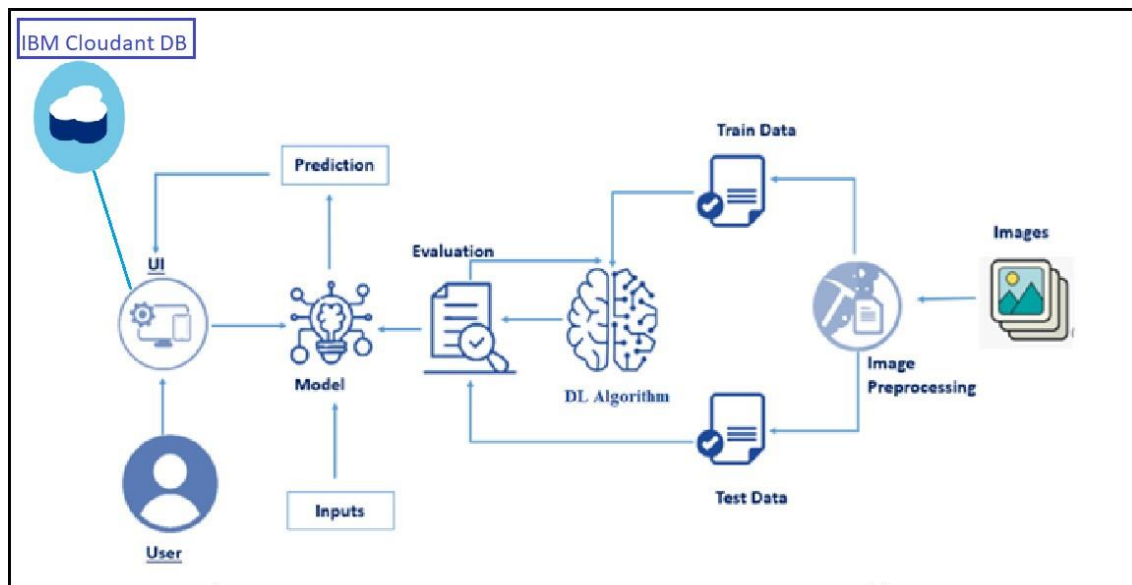 IBM Cloudant DB
Train Data
Prediction
Images
Evaluation
UI
Image
Preprocessing
Model
DL Algorithm
Test Data
Inputs
User